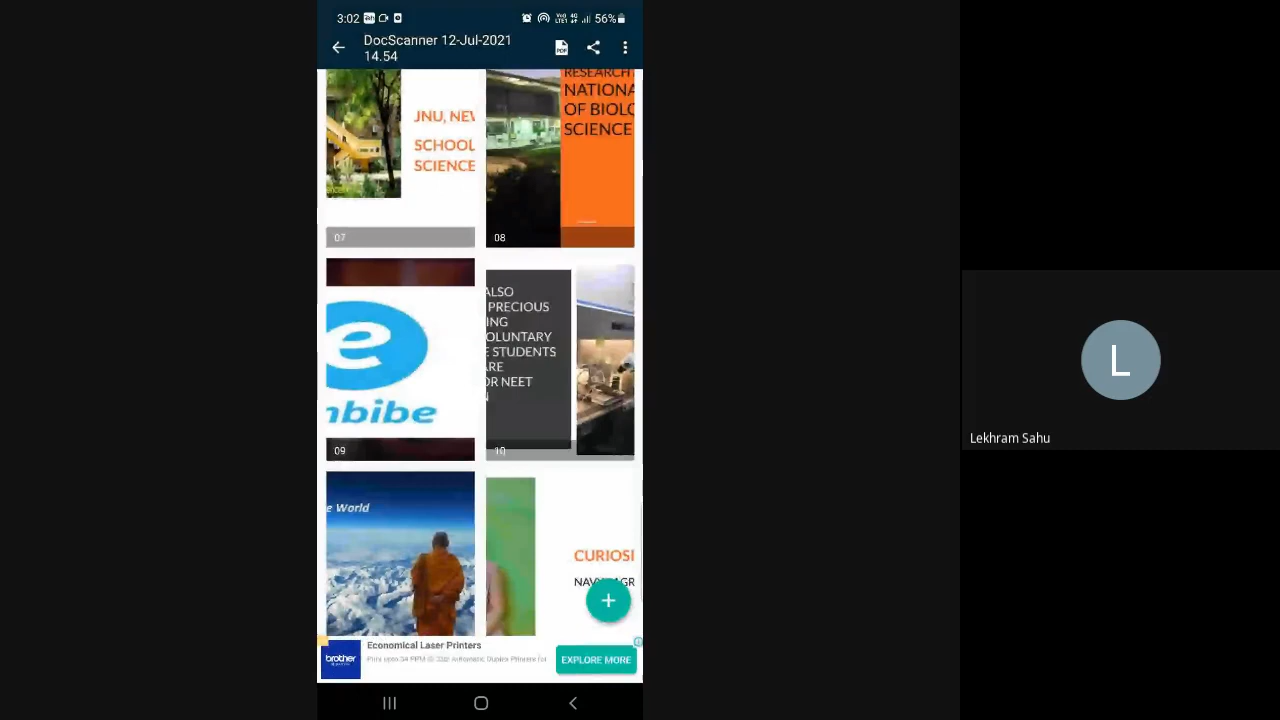 3:02
56%
DocScanner 12-Jul-2021
14.54
PDF
JNU, NEW
SCHOOL
SCIENCE
07
RESEARCH
NATIONA
OF BIOLO
SCIENCE
08
e
nbibe
09
ALSO
PRECIOUS
ING
OLUNTARY
E STUDENTS
ARE
OR NEET
10
e World
CURIOSI
brother
Economical Laser Printers
EXPLORE MORE
L
Lekhram Sahu